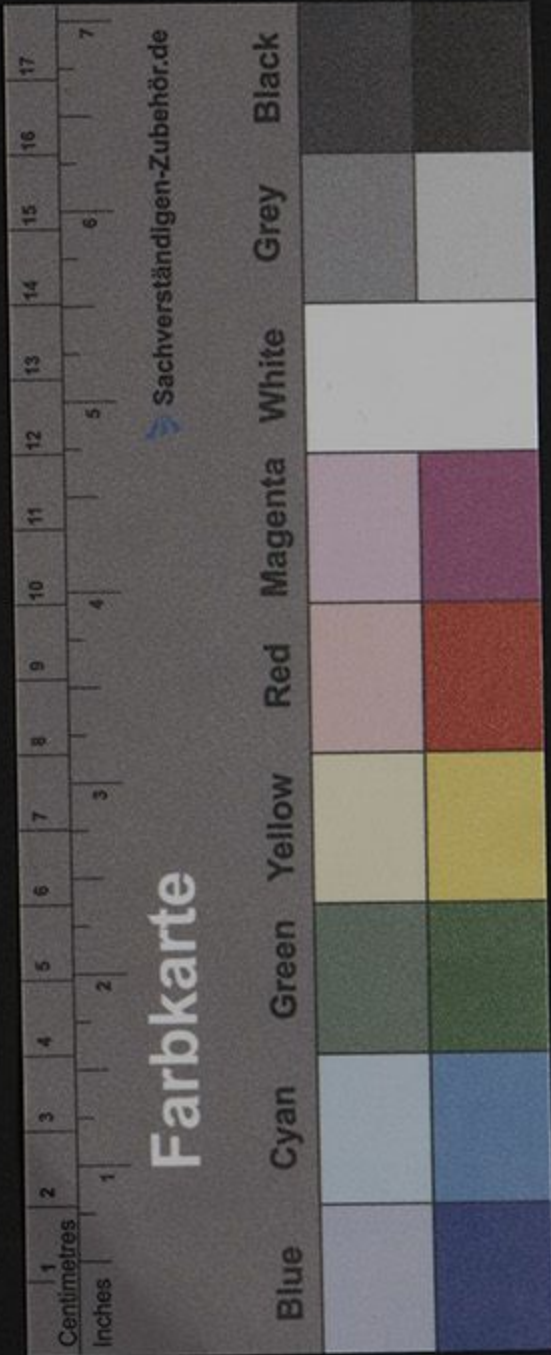 Centimetres 1 2 3 4 5 6 7 8 9 10 11 12 13 14 15 16 17
Inches 1 2 3 4 5 6 7
Farbkarte Sachverständigen-Zubehör.de
Blue Cyan Green Yellow Red Magenta White Grey Black